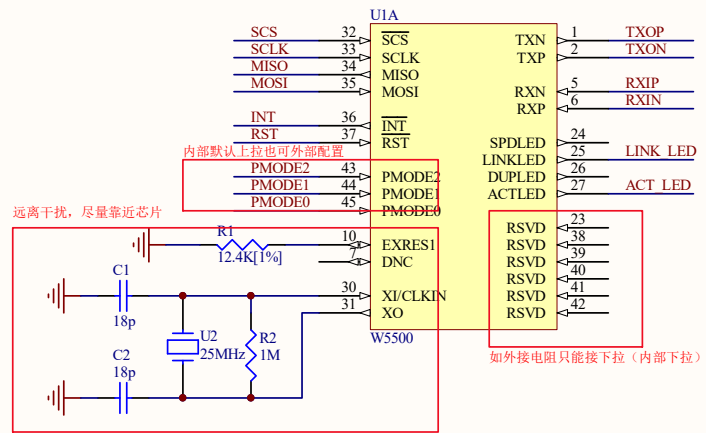 U1A
SCS 32 SCS TXN 1 TXOP
SCLK 33 SCLK TXP 2 TXON
MISO 34 MISO
MOSI 35 MOSI RXN 5 RXIP
RXP 6 RXIN
INT 36 INT
RST 37 RST SPDLED 24
内部默认上拉也可外部配置 LINKLED 25 LINK_LED
PMODE2 43 PMODE2 DUPLED 26
PMODE1 44 PMODE1 ACTLED 27 ACT_LED
PMODE0 45 PMODE0
远离干扰，尽量靠近芯片
RSVD 23
R1 10 EXRES1 RSVD 38
12.4K[1%] 7 DNC RSVD 39
RSVD 40
C1 30 XI/CLKIN RSVD 41
18p 31 XO RSVD 42
U2 R2 W5500
25MHz 1M
C2
18p
如外接电阻只能接下拉（内部下拉）